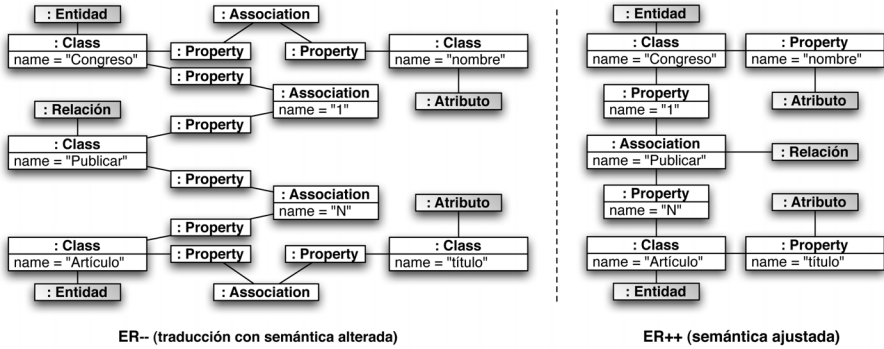 : Entidad
: Association
: Class
name = "Congreso"
: Property
: Property
: Class
name = "nombre"
: Property
: Association
name = "1"
: Atributo
: Relación
: Property
: Class
name = "Publicar"
: Property
: Association
name = "N"
: Atributo
: Property
: Class
name = "Artículo"
: Property
: Property
: Class
name = "título"
: Entidad
: Association
ER-- (traducción con semántica alterada)
: Entidad
: Class
name = "Congreso"
: Property
name = "nombre"
: Property
name = "1"
: Atributo
: Association
name = "Publicar"
: Relación
: Property
name = "N"
: Atributo
: Class
name = "Artículo"
: Property
name = "título"
: Entidad
ER++ (semántica ajustada)